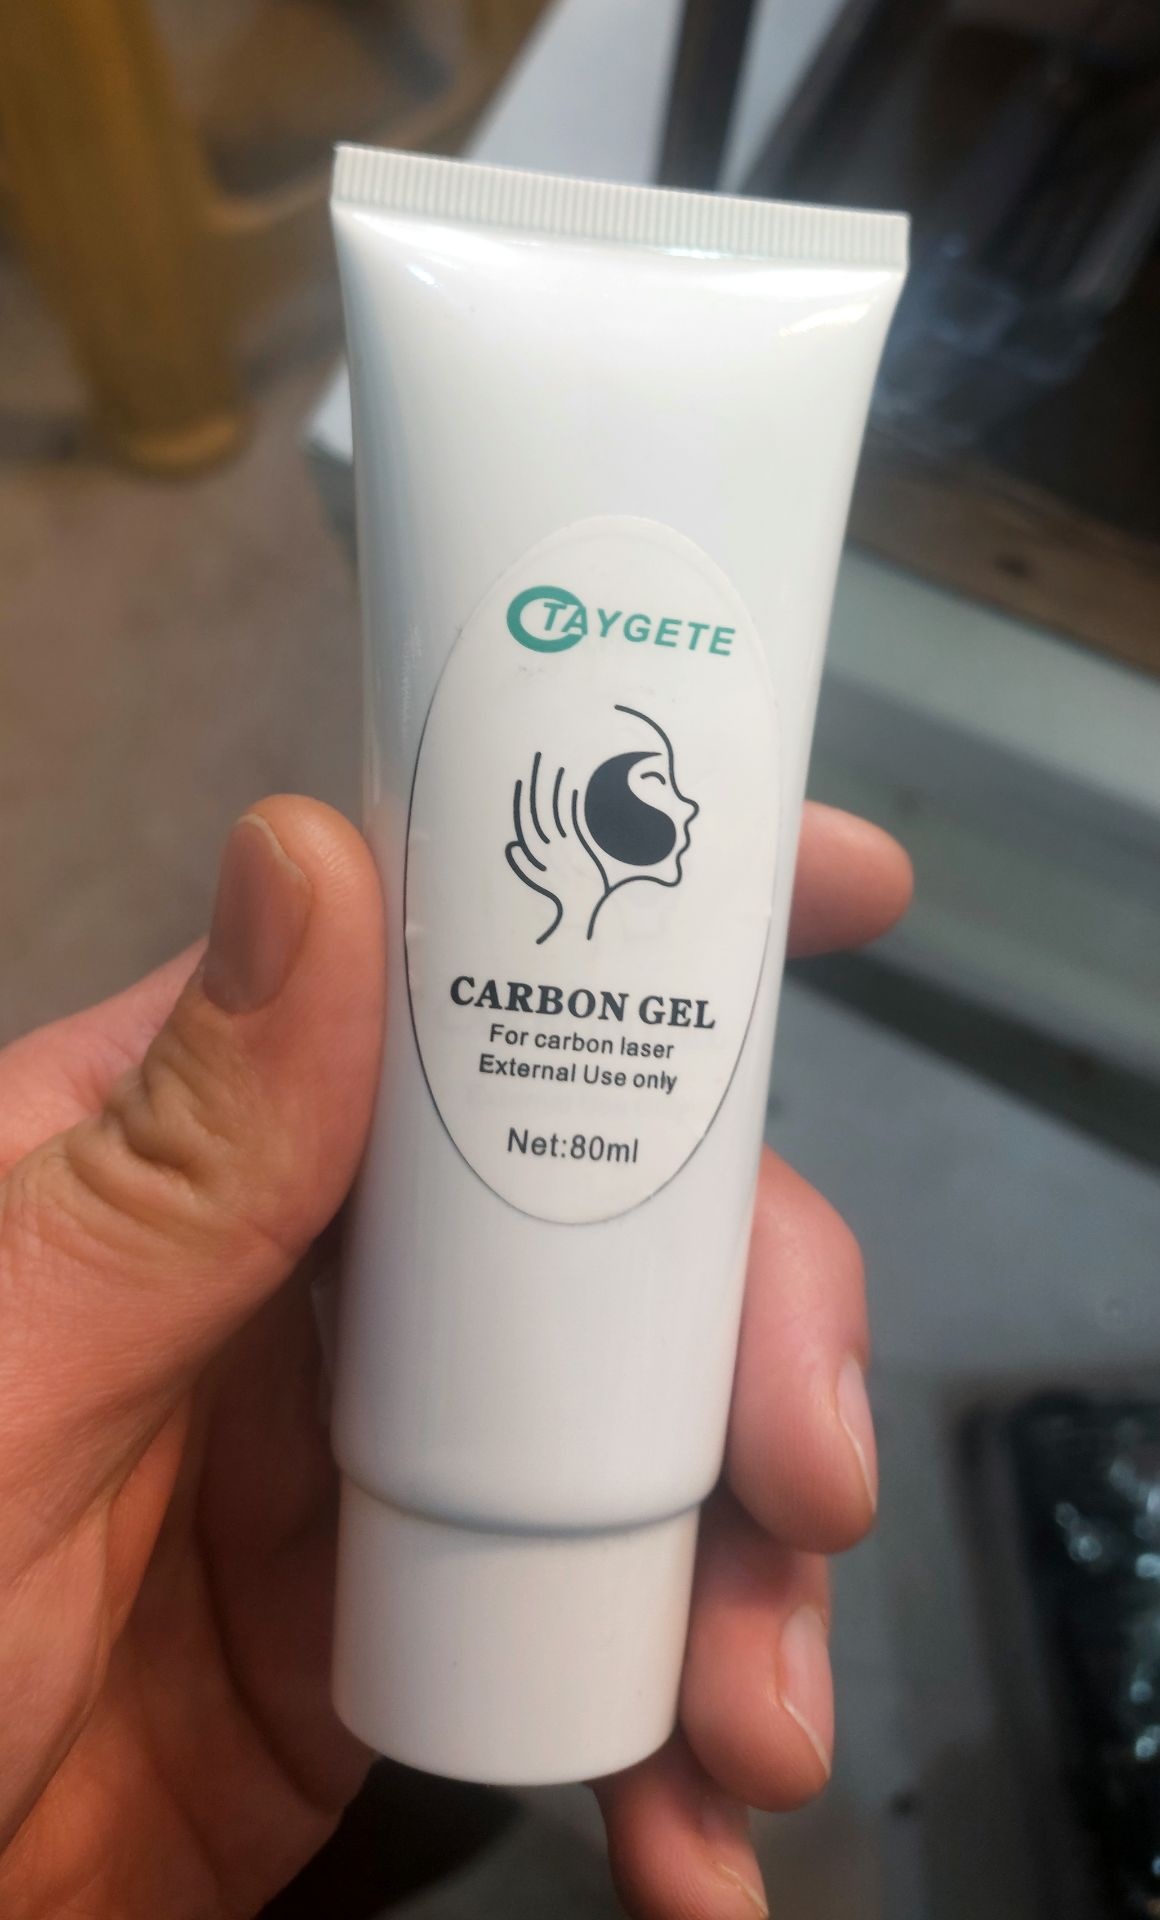 TAYGETE
CARBON GEL
For carbon laser
External Use only
Net:80ml